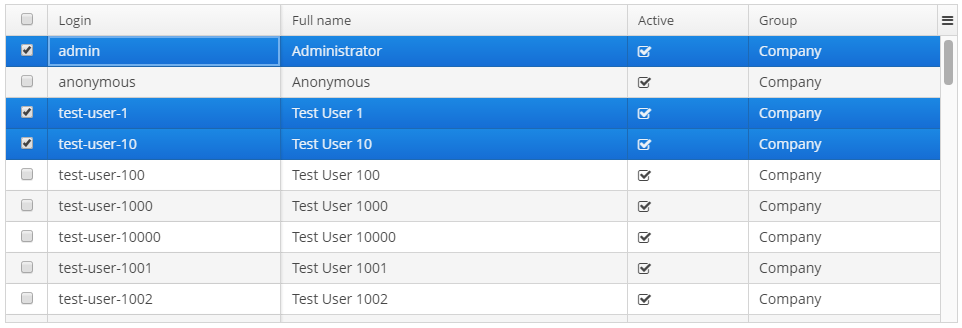 Login Full name Active Group
admin Administrator Company
anonymous Anonymous Company
test-user-1 Test User 1 Company
test-user-10 Test User 10 Company
test-user-100 Test User 100 Company
test-user-1000 Test User 1000 Company
test-user-10000 Test User 10000 Company
test-user-1001 Test User 1001 Company
test-user-1002 Test User 1002 Company